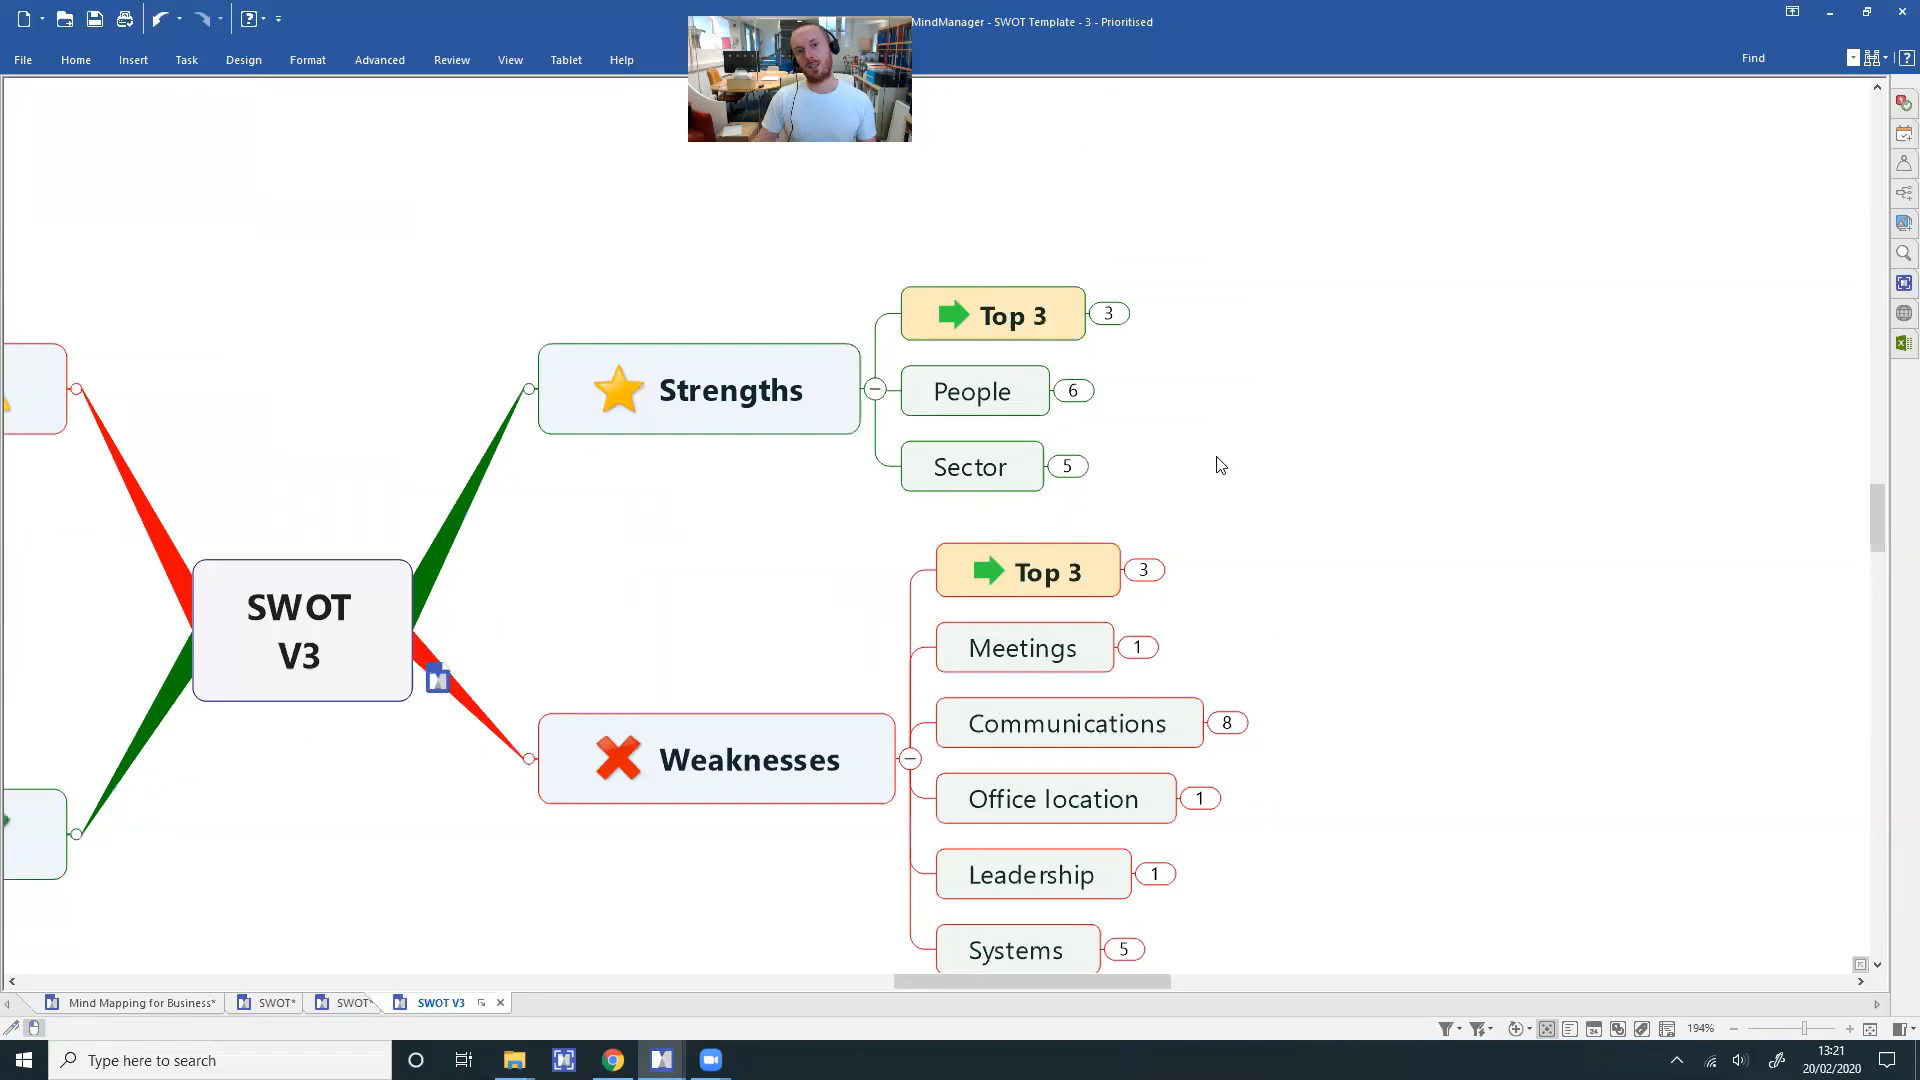 MindManager - SWOT Template - 3 - Prioritised
File Home Insert Task Design Format Advanced Review View Tablet Help
Find
Top 3 3
People 6
Strengths
Sector 5
SWOT
V3
Top 3 3
Meetings 1
Communications 8
Weaknesses
Office location 1
Leadership 1
Systems 5
Mind Mapping for Business* SWOT* SWOT* SWOT V3
194%
Type here to search
13:21
20/02/2020